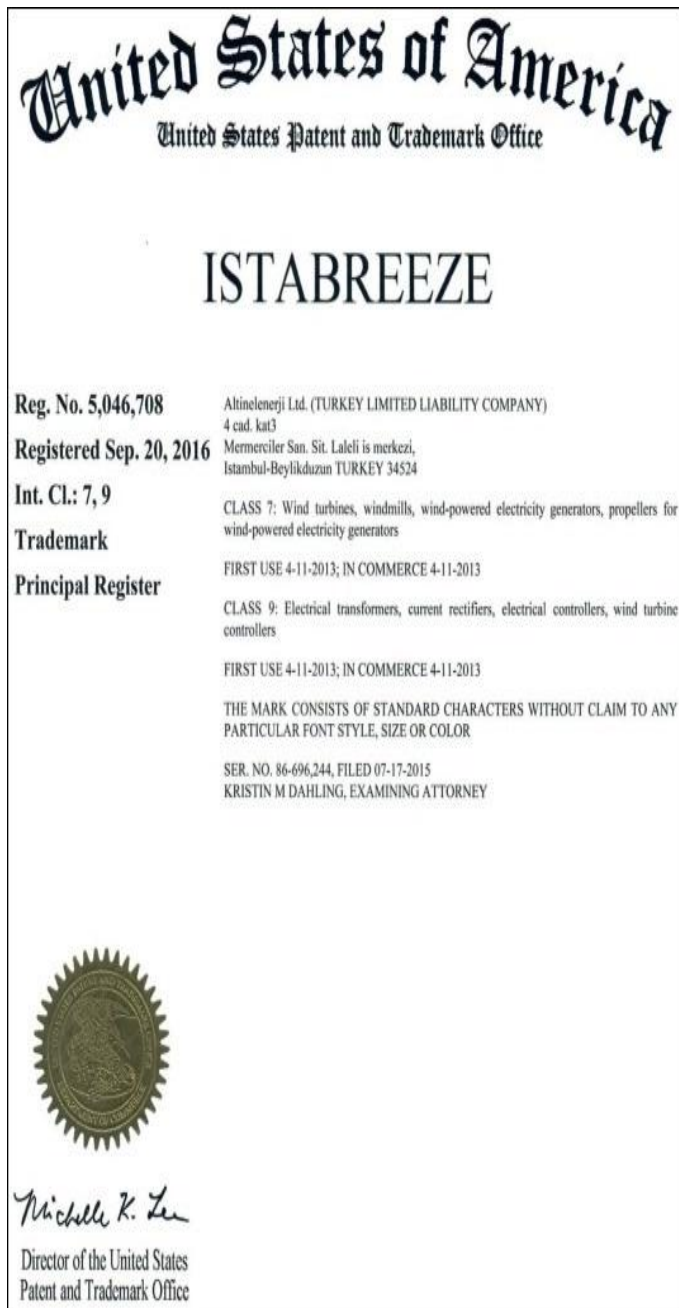 United States of America
United States Patent and Trademark Office
ISTABREEZE
Reg. No. 5,046,708
Registered Sep. 20, 2016
Int. Cl.: 7, 9
Trademark
Principal Register
Altinelenerji Ltd. (TURKEY LIMITED LIABILITY COMPANY)
4 cad. kat3
Mermerciler San. Sit. Laleli is merkezi,
Istambul-Beylikduzun TURKEY 34524
CLASS 7: Wind turbines, windmills, wind-powered electricity generators, propellers for
wind-powered electricity generators
FIRST USE 4-11-2013; IN COMMERCE 4-11-2013
CLASS 9: Electrical transformers, current rectifiers, electrical controllers, wind turbine
controllers
FIRST USE 4-11-2013; IN COMMERCE 4-11-2013
THE MARK CONSISTS OF STANDARD CHARACTERS WITHOUT CLAIM TO ANY
PARTICULAR FONT STYLE, SIZE OR COLOR
SER. NO. 86-696,244, FILED 07-17-2015
KRISTIN M DAHLING, EXAMINING ATTORNEY
Michelle K. Lee
Director of the United States
Patent and Trademark Office